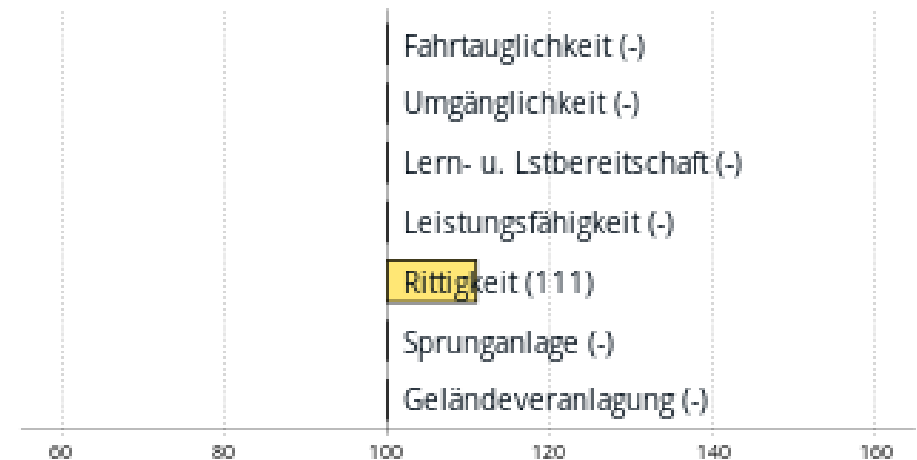 Fahrtauglichkeit (-)
Umgänglichkeit (-)
Lern- u. Lstbereitschaft (-)
Leistungsfähigkeit (-)
Rittigkeit (111)
Sprunganlage (-)
Geländeveranlagung (-)
60 80 100 120 140 160